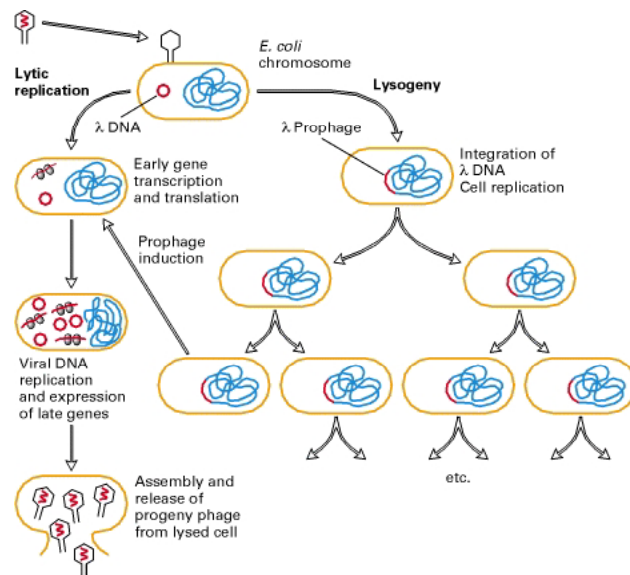 E. coli
chromosome
Lytic
replication
Lysogeny
λ DNA
λ Prophage
Early gene
transcription
and translation
Integration of
λ DNA
Cell replication
Prophage
induction
Viral DNA
replication
and expression
of late genes
etc.
Assembly and
release of
progeny phage
from lysed cell